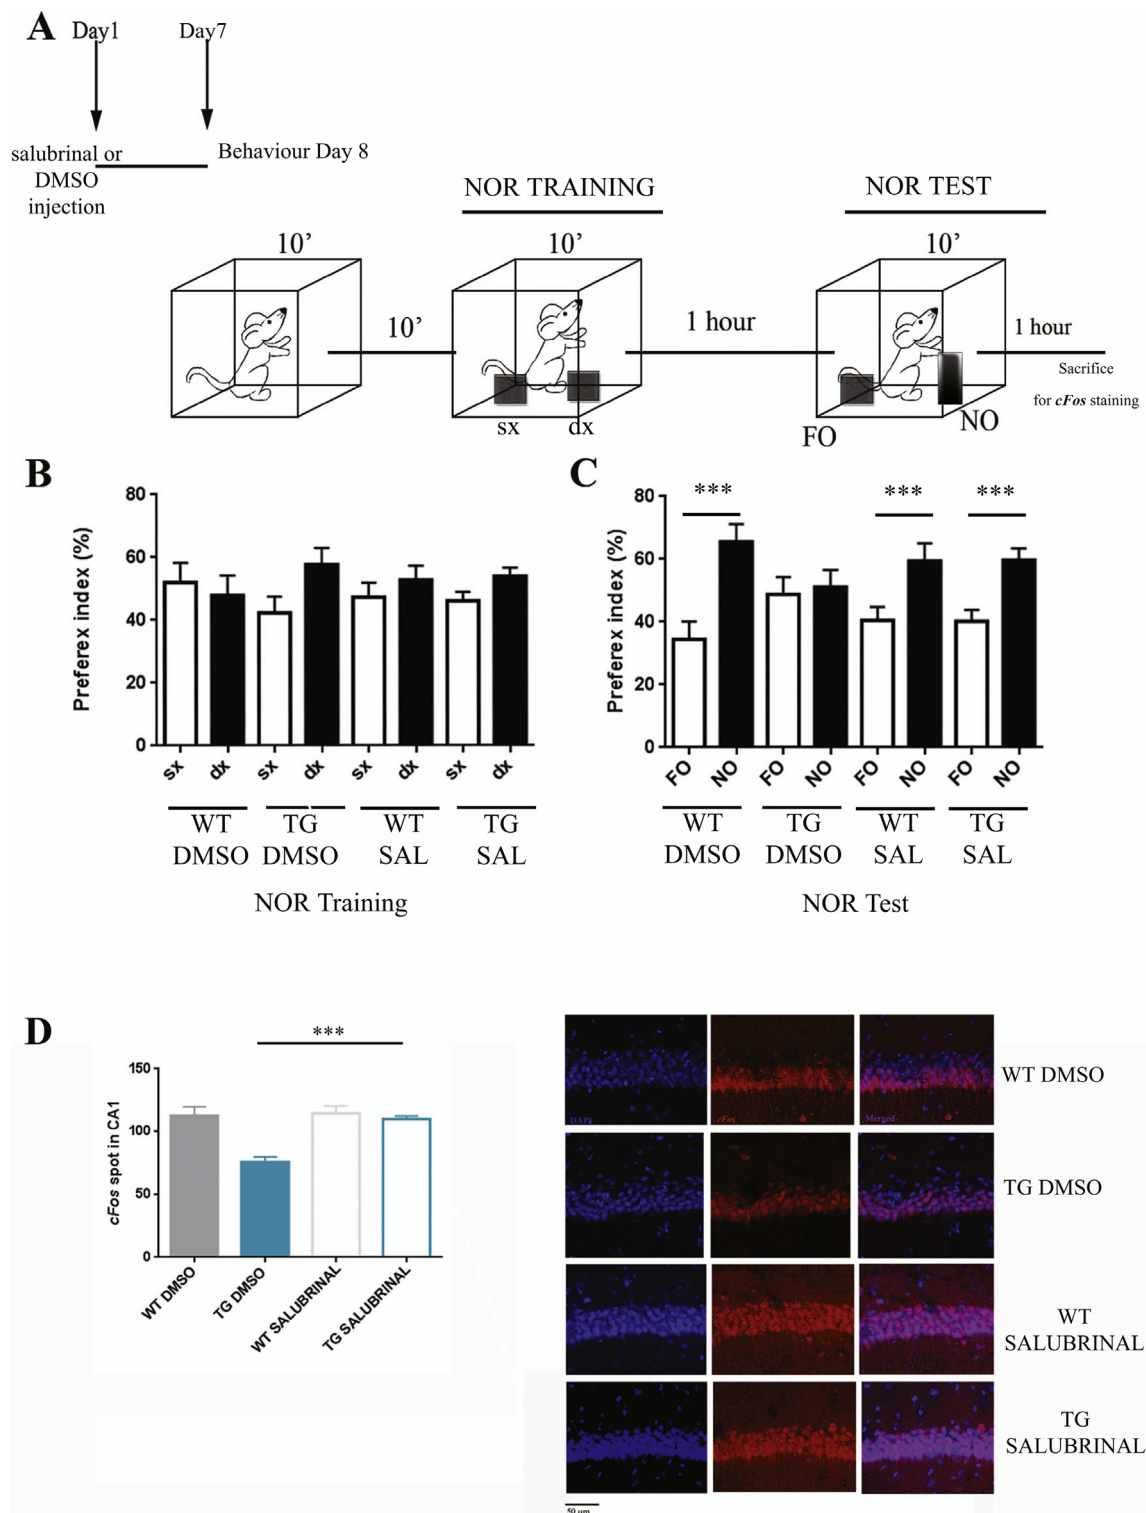 A
Day1
Day7
salubrinal or
DMSO
injection
Behaviour Day 8
NOR TRAINING
NOR TEST
10’
10’
10’
10’
1 hour
1 hour
Sacrifice
for cFos staining
sx
dx
FO
NO
B
Preferex index (%)
80
60
40
20
0
sx
dx
sx
dx
sx
dx
sx
dx
WT
DMSO
TG
DMSO
WT
SAL
TG
SAL
NOR Training
C
Preferex index (%)
80
60
40
20
0
***
***
***
FO
NO
FO
NO
FO
NO
FO
NO
WT
DMSO
TG
DMSO
WT
SAL
TG
SAL
NOR Test
D
cFos spot in CA1
150
100
50
0
***
WT DMSO
TG DMSO
WT SALUBRINAL
TG SALUBRINAL
DAPI
cFos
Merged
WT DMSO
TG DMSO
WT
SALUBRINAL
TG
SALUBRINAL
50 µm